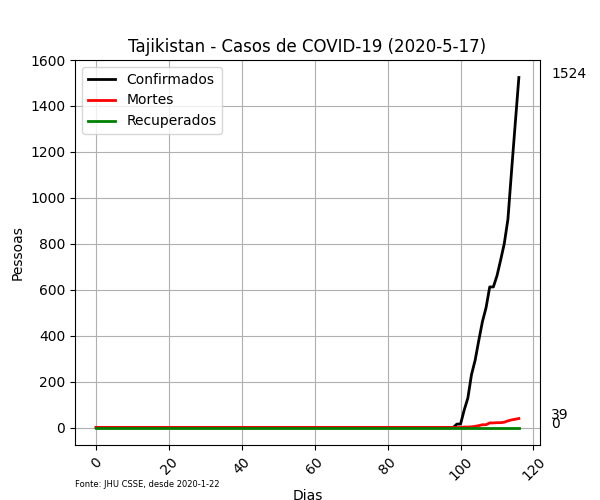 Tajikistan - Casos de COVID-19 (2020-5-17)
Confirmados
Mortes
Recuperados
Pessoas
1600
1400
1200
1000
800
600
400
200
0
1524
39
0
0
20
40
60
80
100
120
Dias
Fonte: JHU CSSE, desde 2020-1-22